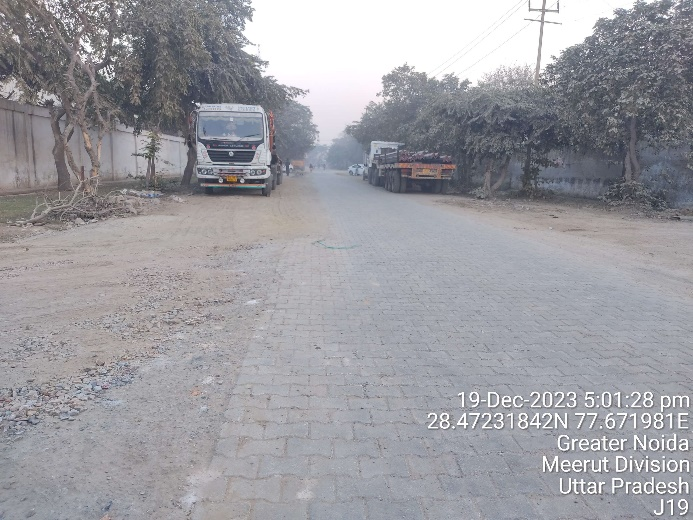 19-Dec-2023 5:01:28 pm
28.47231842N 77.671981E
Greater Noida
Meerut Division
Uttar Pradesh
J19